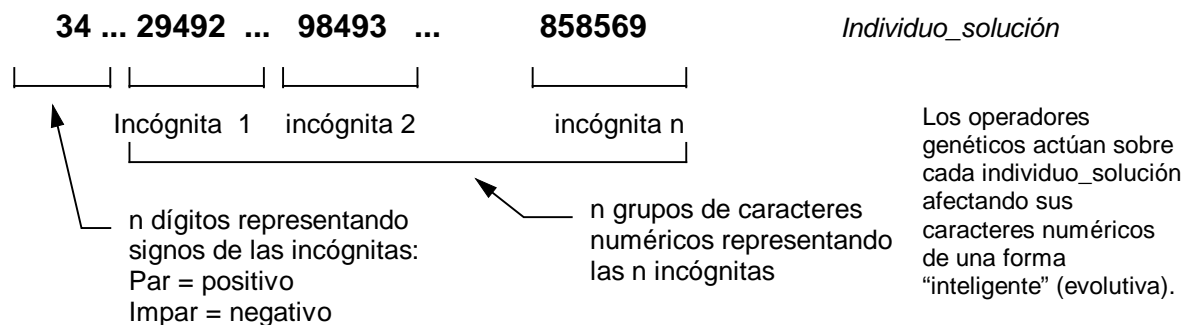 34 ... 29492 ... 98493 ... 858569 Individuo_solución
Incógnita 1 incógnita 2 incógnita n
n dígitos representando
signos de las incógnitas:
Par = positivo
Impar = negativo
n grupos de caracteres
numéricos representando
las n incógnitas
Los operadores
genéticos actúan sobre
cada individuo_solución
afectando sus
caracteres numéricos
de una forma
“inteligente” (evolutiva).